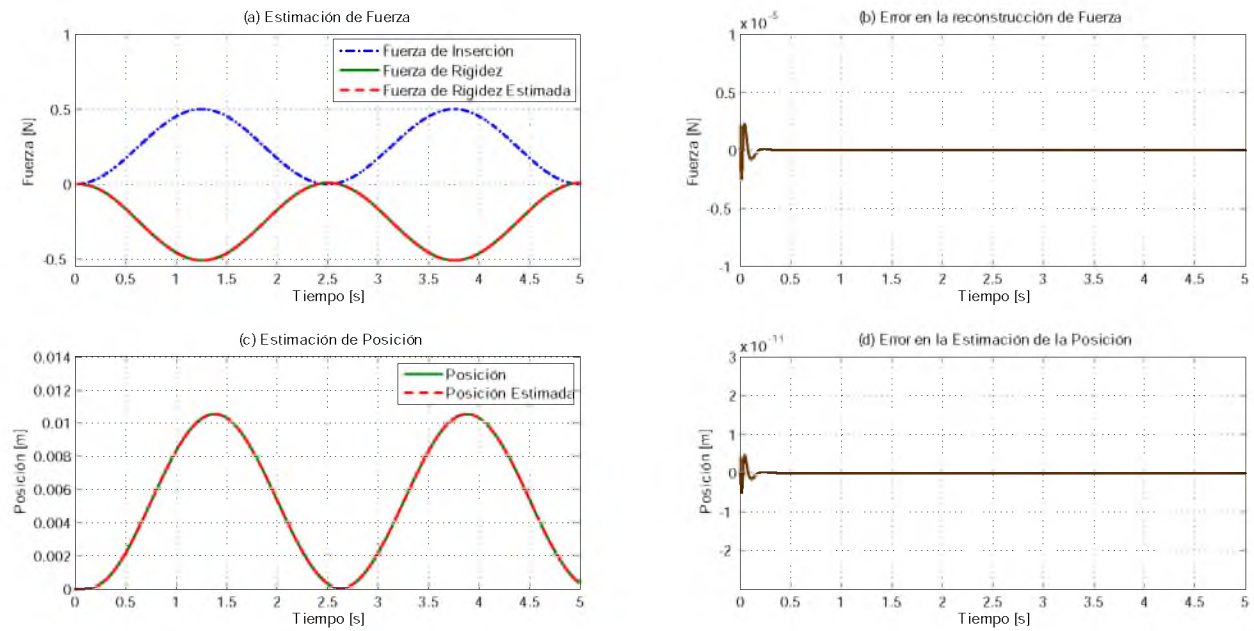 (a) Estimación de Fuerza
1
0.5
0
-0.5
Fuerza [N]
Fuerza de Inserción
Fuerza de Rigidez
Fuerza de Rigidez Estimada
0 0.5 1 1.5 2 2.5 3 3.5 4 4.5 5
Tiempo [s]
(b) Error en la reconstrucción de Fuerza
x 10^-5
1
0.5
0
-0.5
-1
Fuerza [N]
0 0.5 1 1.5 2 2.5 3 3.5 4 4.5 5
Tiempo [s]
(c) Estimación de Posición
0.014
0.012
0.01
0.008
0.006
0.004
0.002
0
Posición [m]
Posición
Posición Estimada
0 0.5 1 1.5 2 2.5 3 3.5 4 4.5 5
Tiempo [s]
(d) Error en la Estimación de la Posición
x 10^-11
3
2
1
0
-1
-2
Posición [m]
0 0.5 1 1.5 2 2.5 3 3.5 4 4.5 5
Tiempo [s]